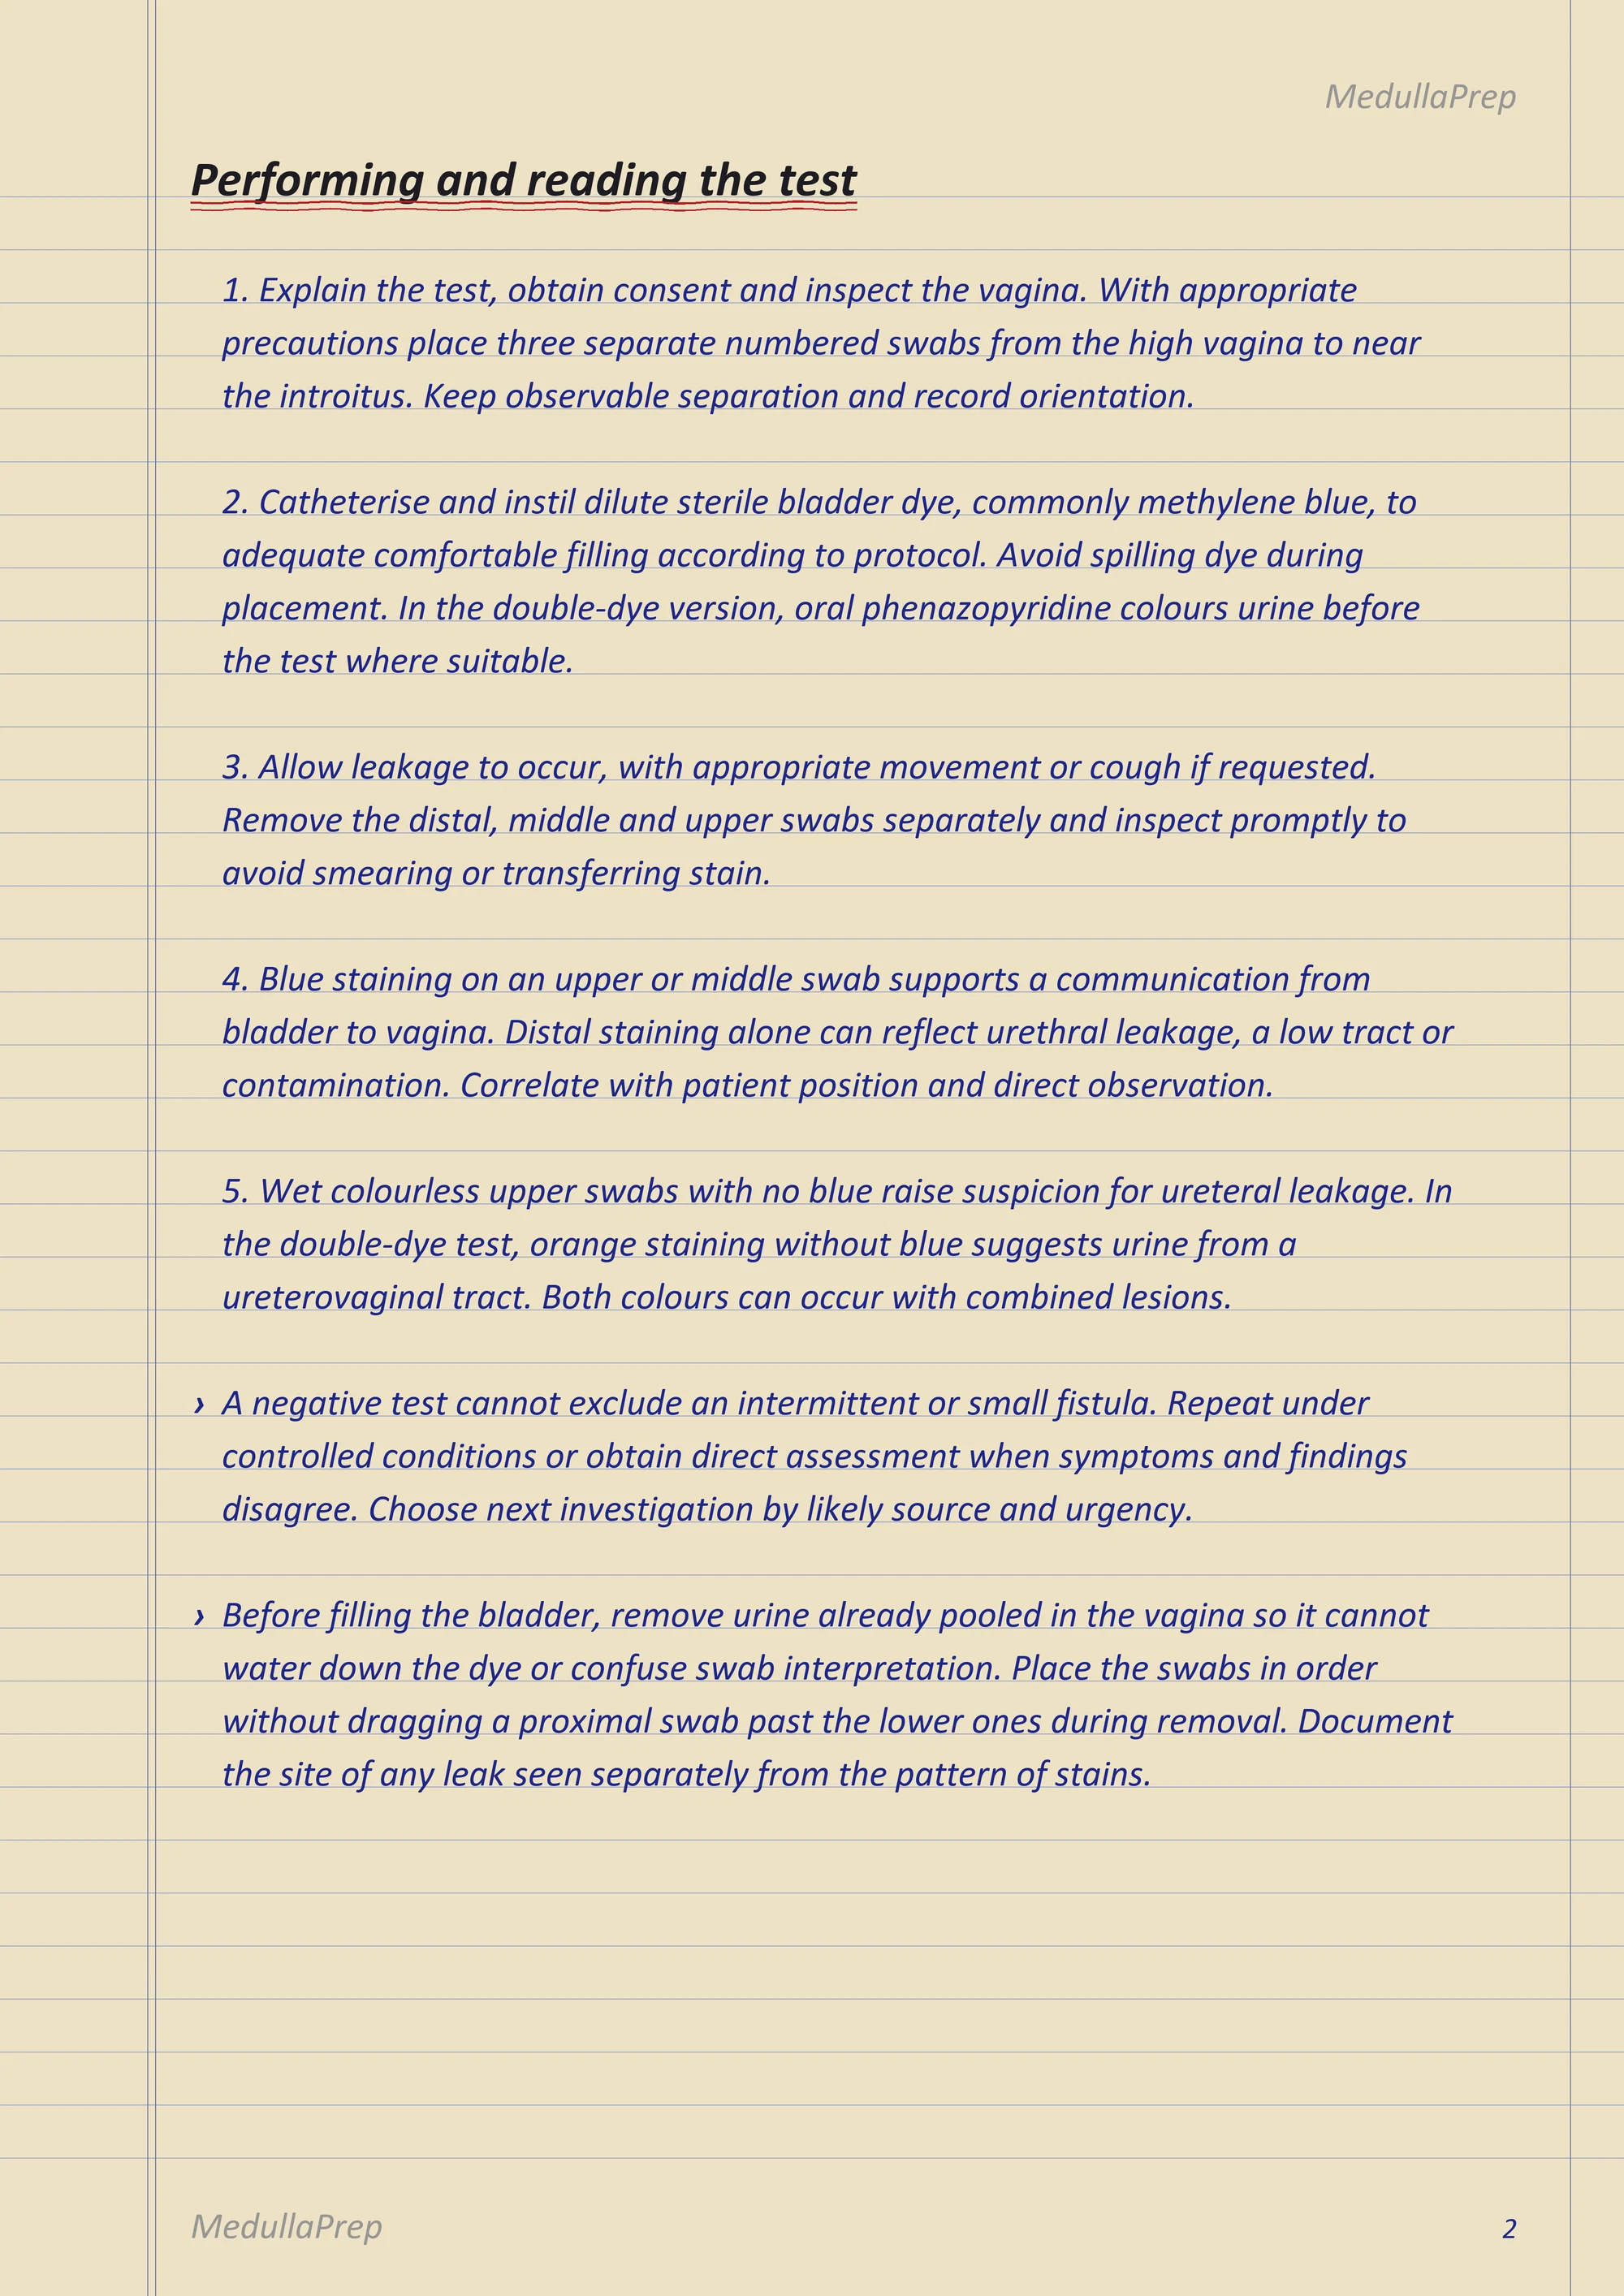 MedullaPrep
Performing and reading the test
1. Explain the test, obtain consent and inspect the vagina. With appropriate
precautions place three separate numbered swabs from the high vagina to near
the introitus. Keep observable separation and record orientation.
2. Catheterise and instil dilute sterile bladder dye, commonly methylene blue, to
adequate comfortable filling according to protocol. Avoid spilling dye during
placement. In the double-dye version, oral phenazopyridine colours urine before
the test where suitable.
3. Allow leakage to occur, with appropriate movement or cough if requested.
Remove the distal, middle and upper swabs separately and inspect promptly to
avoid smearing or transferring stain.
4. Blue staining on an upper or middle swab supports a communication from
bladder to vagina. Distal staining alone can reflect urethral leakage, a low tract or
contamination. Correlate with patient position and direct observation.
5. Wet colourless upper swabs with no blue raise suspicion for ureteral leakage. In
the double-dye test, orange staining without blue suggests urine from a
ureterovaginal tract. Both colours can occur with combined lesions.
› A negative test cannot exclude an intermittent or small fistula. Repeat under
controlled conditions or obtain direct assessment when symptoms and findings
disagree. Choose next investigation by likely source and urgency.
› Before filling the bladder, remove urine already pooled in the vagina so it cannot
water down the dye or confuse swab interpretation. Place the swabs in order
without dragging a proximal swab past the lower ones during removal. Document
the site of any leak seen separately from the pattern of stains.
MedullaPrep
2